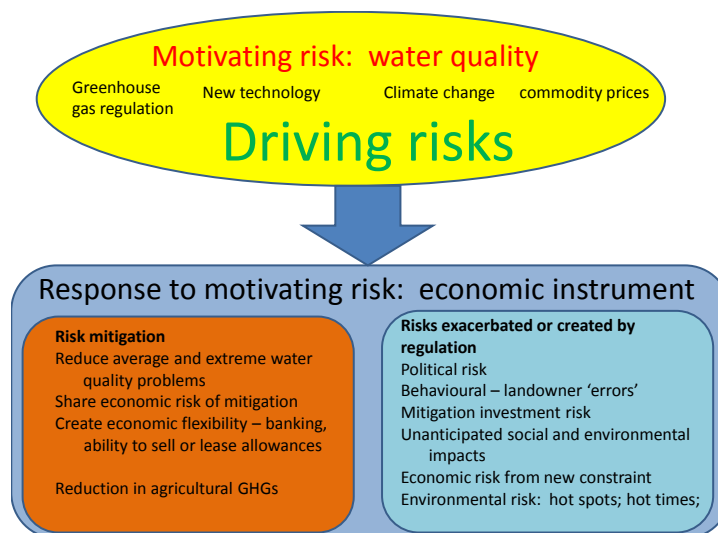 Motivating risk: water quality
Greenhouse
gas regulation
New technology
Climate change
commodity prices
Driving risks
Response to motivating risk: economic instrument
Risk mitigation
Reduce average and extreme water
quality problems
Share economic risk of mitigation
Create economic flexibility – banking,
ability to sell or lease allowances
Reduction in agricultural GHGs
Risks exacerbated or created by
regulation
Political risk
Behavioural – landowner ‘errors’
Mitigation investment risk
Unanticipated social and environmental
impacts
Economic risk from new constraint
Environmental risk: hot spots; hot times;